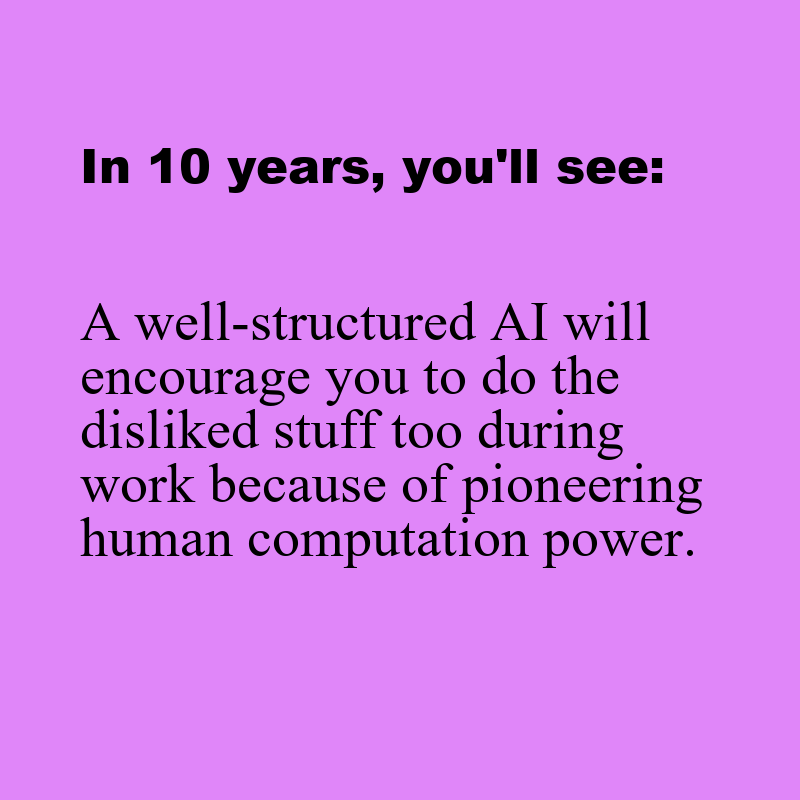 In 10 years, you'll see:
A well-structured AI will
encourage you to do the
disliked stuff too during
work because of pioneering
human computation power.